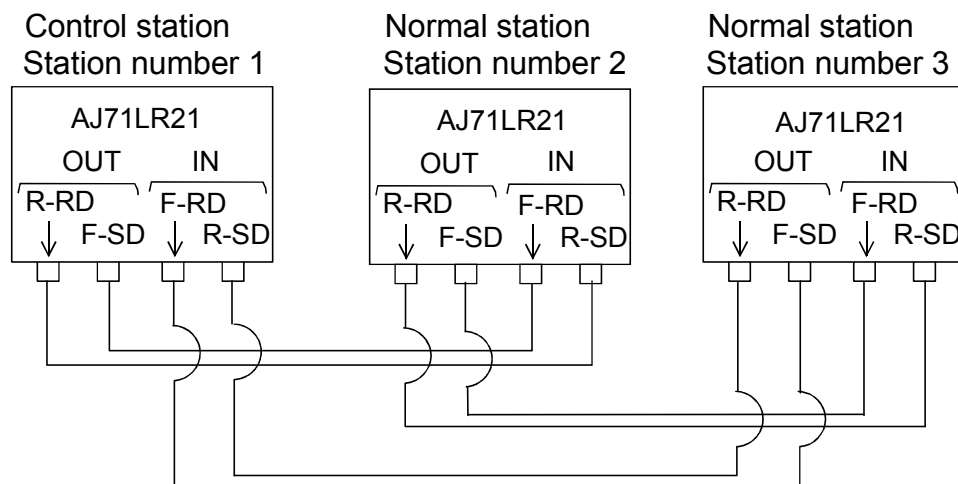 Control station
Station number 1
Normal station
Station number 2
Normal station
Station number 3
AJ71LR21
OUT IN
R-RD F-RD
F-SD R-SD
AJ71LR21
OUT IN
R-RD F-RD
F-SD R-SD
AJ71LR21
OUT IN
R-RD F-RD
F-SD R-SD